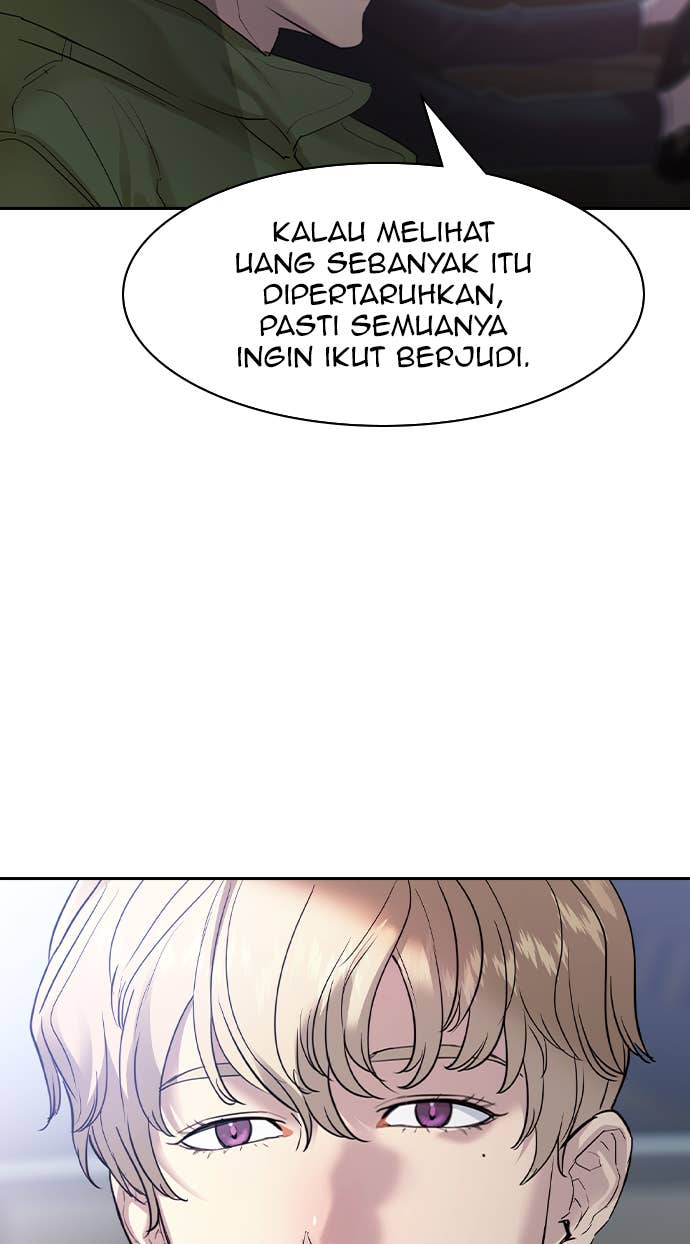 KALAU MELIHAT
UANG SEBANYAK ITU
DIPERTARUHKAN,
PASTI SEMUANYA
INGIN IKUT BERJUDI.